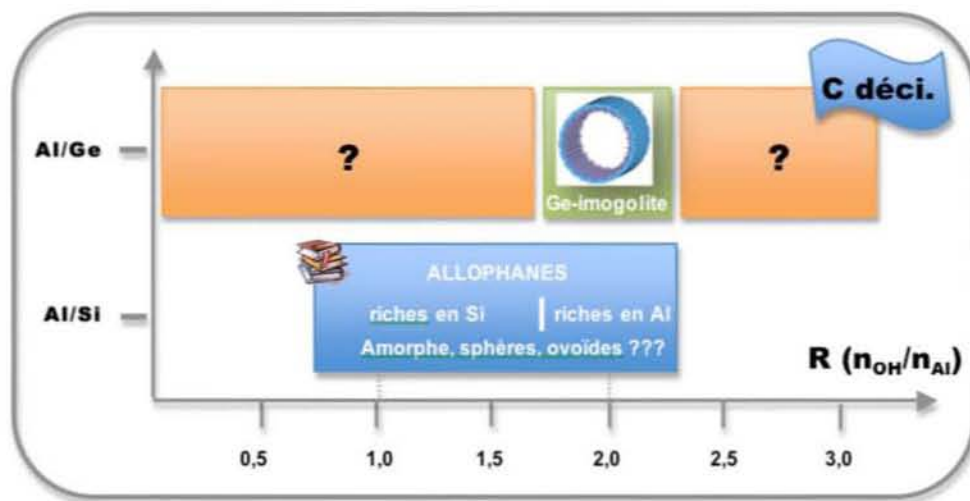 C déci.
Al/Ge
?
Ge-imogolite
?
ALLOPHANES
riches en Si
riches en Al
Amorphe, sphères, ovoïdes ???
Al/Si
R (nOH/nAl)
0,5
1,0
1,5
2,0
2,5
3,0